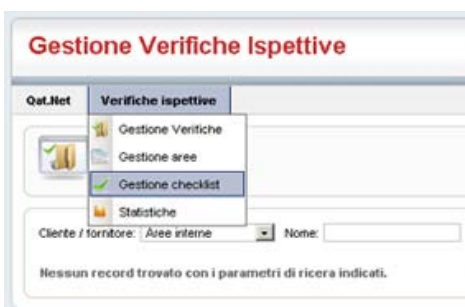 Gestione Verifiche Ispettive
Qat.Net Verifiche ispettive
Gestione Verifiche
Gestione aree
Gestione checklist
Statistiche
Cliente / fornitore: Aree interne Nome:
Nessun record trovato con i parametri di ricera indicati.